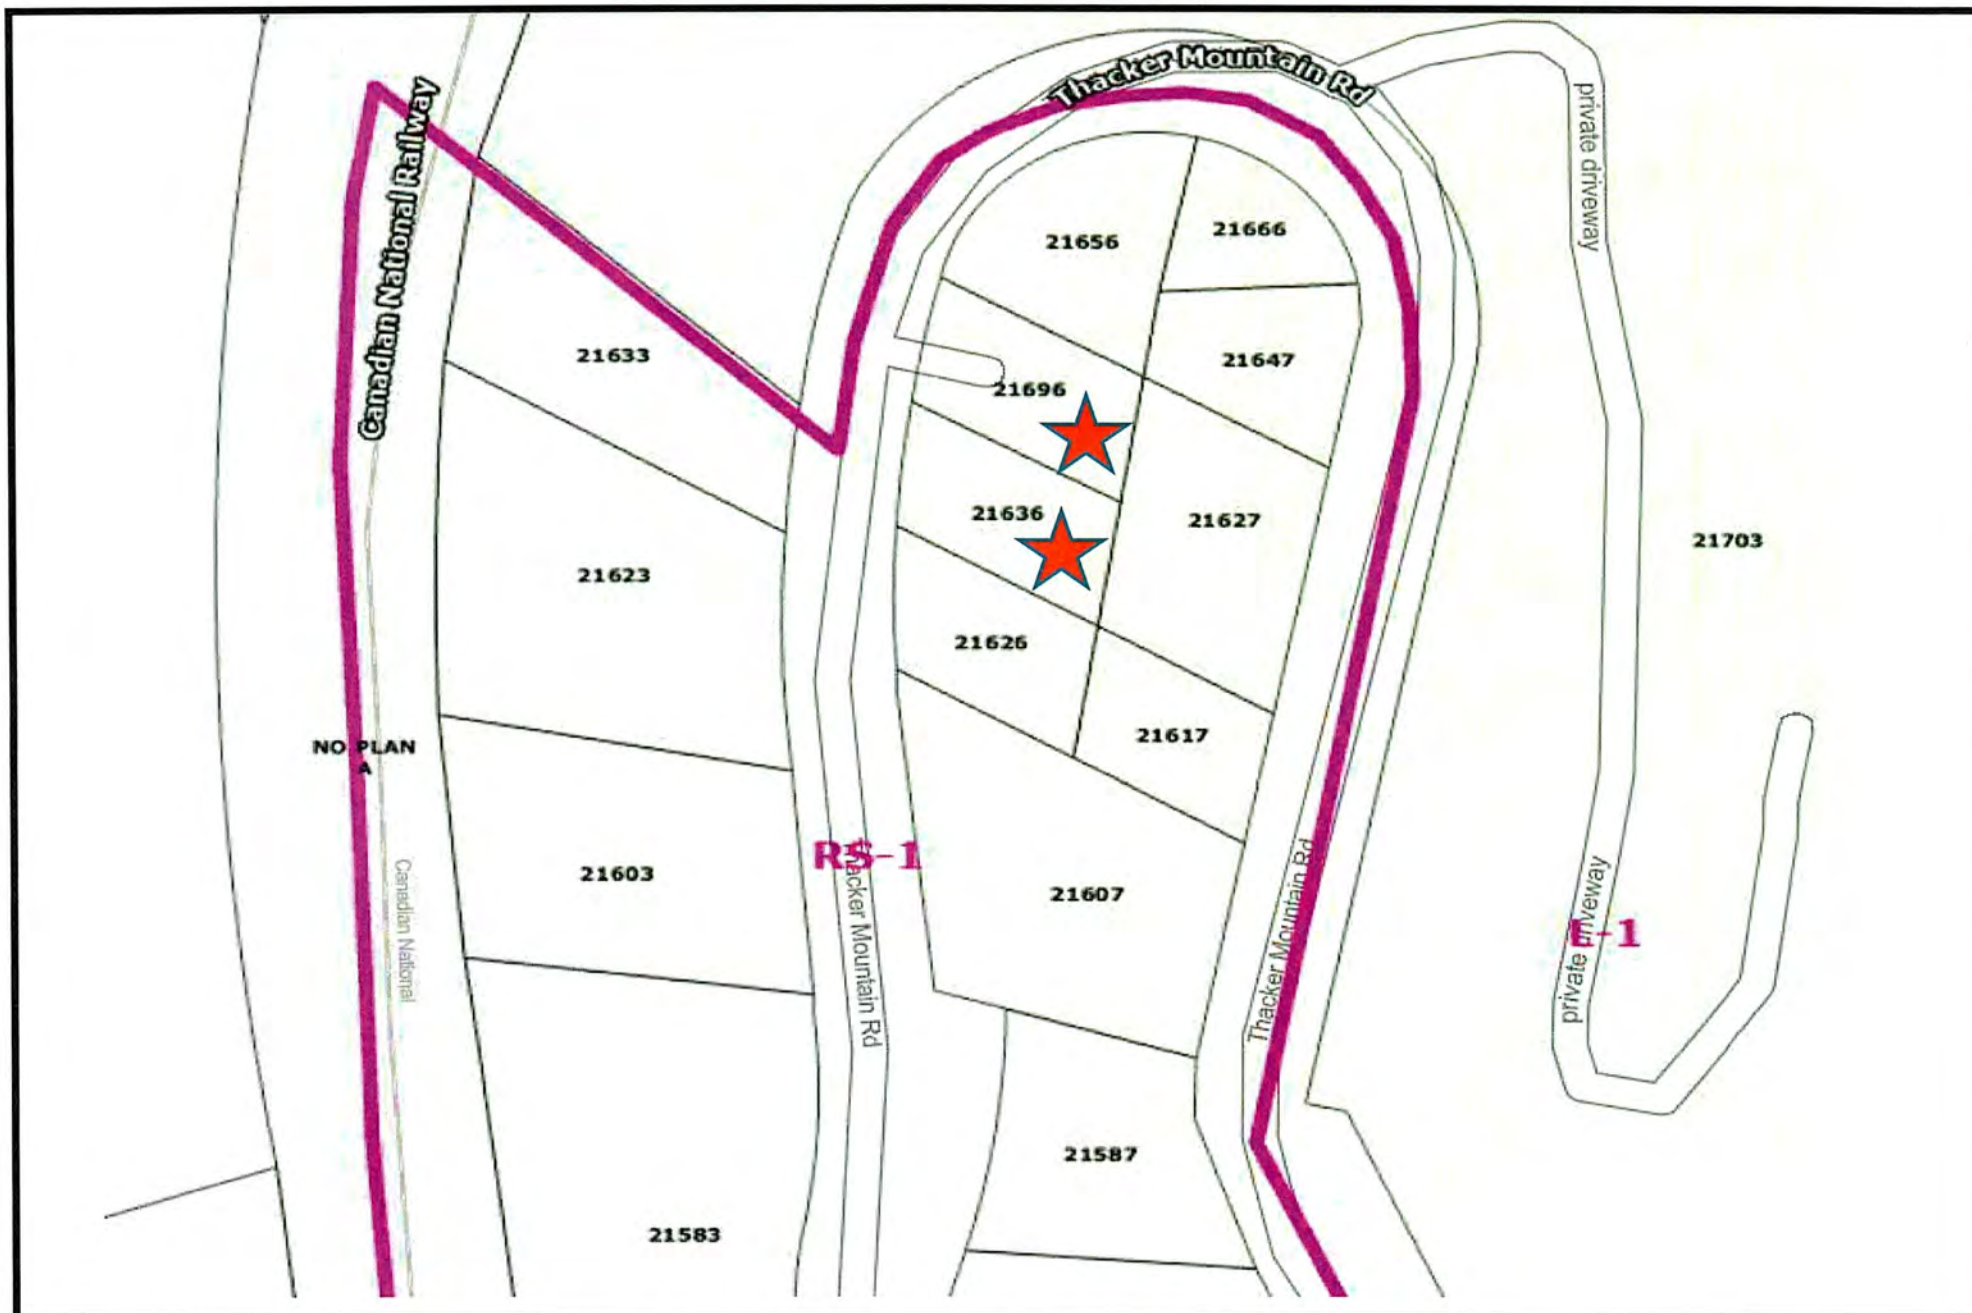 Thacker Mountain Rd
private driveway
Canadian National Railway
21656
21666
21633
21647
21696
21636
21627
21703
21623
21626
21617
NO PLAN
A
RS-1
Thacker Mountain Rd
21603
21607
Canadian National
Thacker Mountain Rd
private driveway
-1
21587
21583